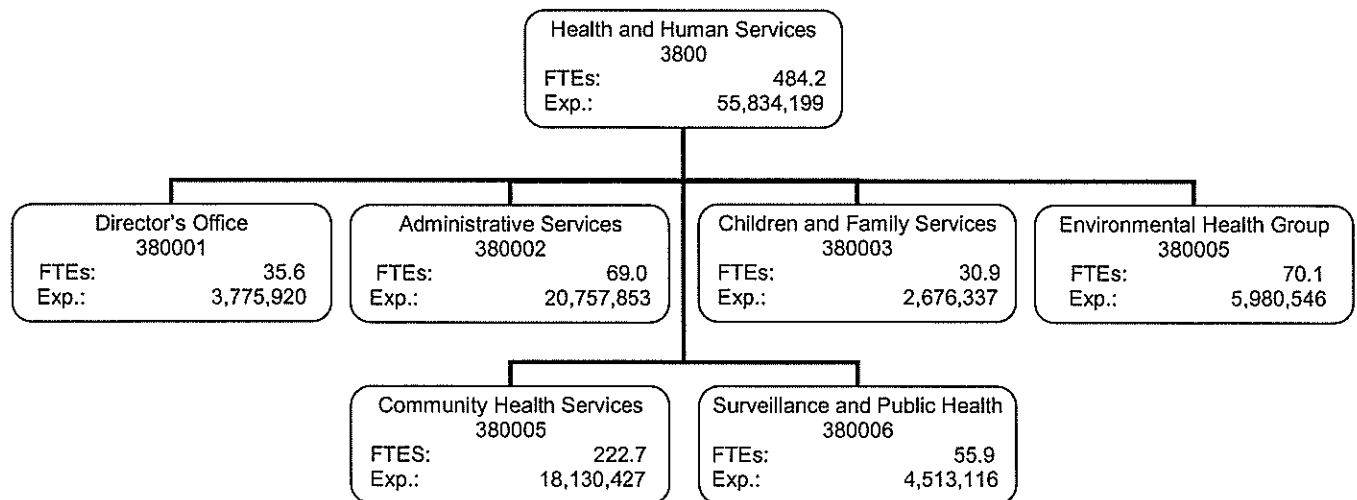 Health and Human Services
3800
FTEs: 484.2
Exp.: 55,834,199
Director's Office
380001
FTEs: 35.6
Exp.: 3,775,920
Administrative Services
380002
FTEs: 69.0
Exp.: 20,757,853
Children and Family Services
380003
FTEs: 30.9
Exp.: 2,676,337
Environmental Health Group
380005
FTEs: 70.1
Exp.: 5,980,546
Community Health Services
380005
FTES: 222.7
Exp.: 18,130,427
Surveillance and Public Health
380006
FTEs: 55.9
Exp.: 4,513,116